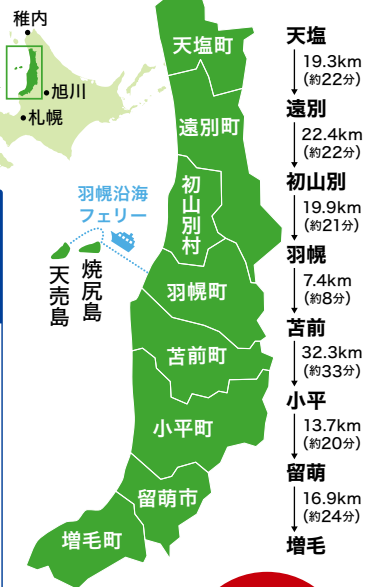 稚内
旭川
札幌
天塩町
遠別町
初山別村
羽幌沿海
フェリー
天売島
焼尻島
羽幌町
苫前町
小平町
留萌市
増毛町
天塩
19.3km
(約22分)
遠別
22.4km
(約22分)
初山別
19.9km
(約21分)
羽幌
7.4km
(約8分)
苫前
32.3km
(約33分)
小平
13.7km
(約20分)
留萌
16.9km
(約24分)
増毛